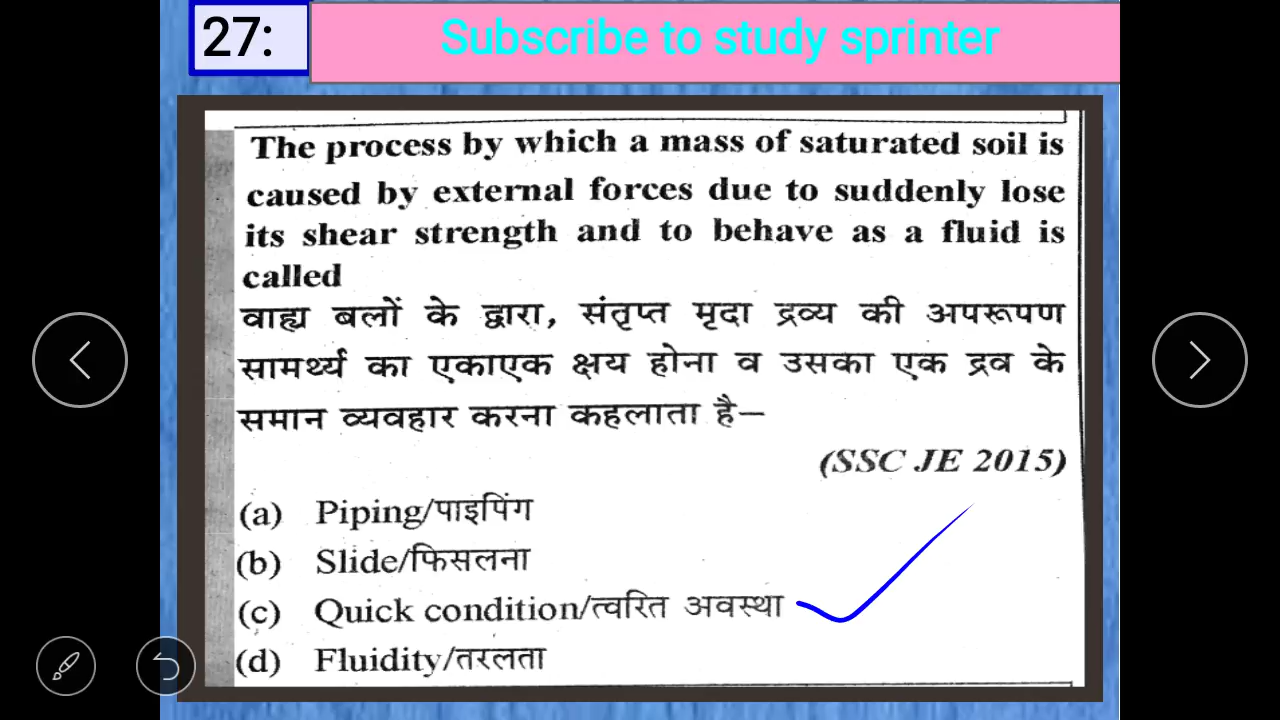 27:
Subscribe to study sprinter
The process by which a mass of saturated soil is
caused by external forces due to suddenly lose
its shear strength and to behave as a fluid is
called
वाह्य बलों के द्वारा, संतृप्त मृदा द्रव्य की अपरूपण
सामर्थ्य का एकाएक क्षय होना व उसका एक द्रव के
समान व्यवहार करना कहलाता है—
(SSC JE 2015)
(a) Piping/पाइपिंग
(b) Slide/फिसलना
(c) Quick condition/त्वरित अवस्था
(d) Fluidity/तरलता